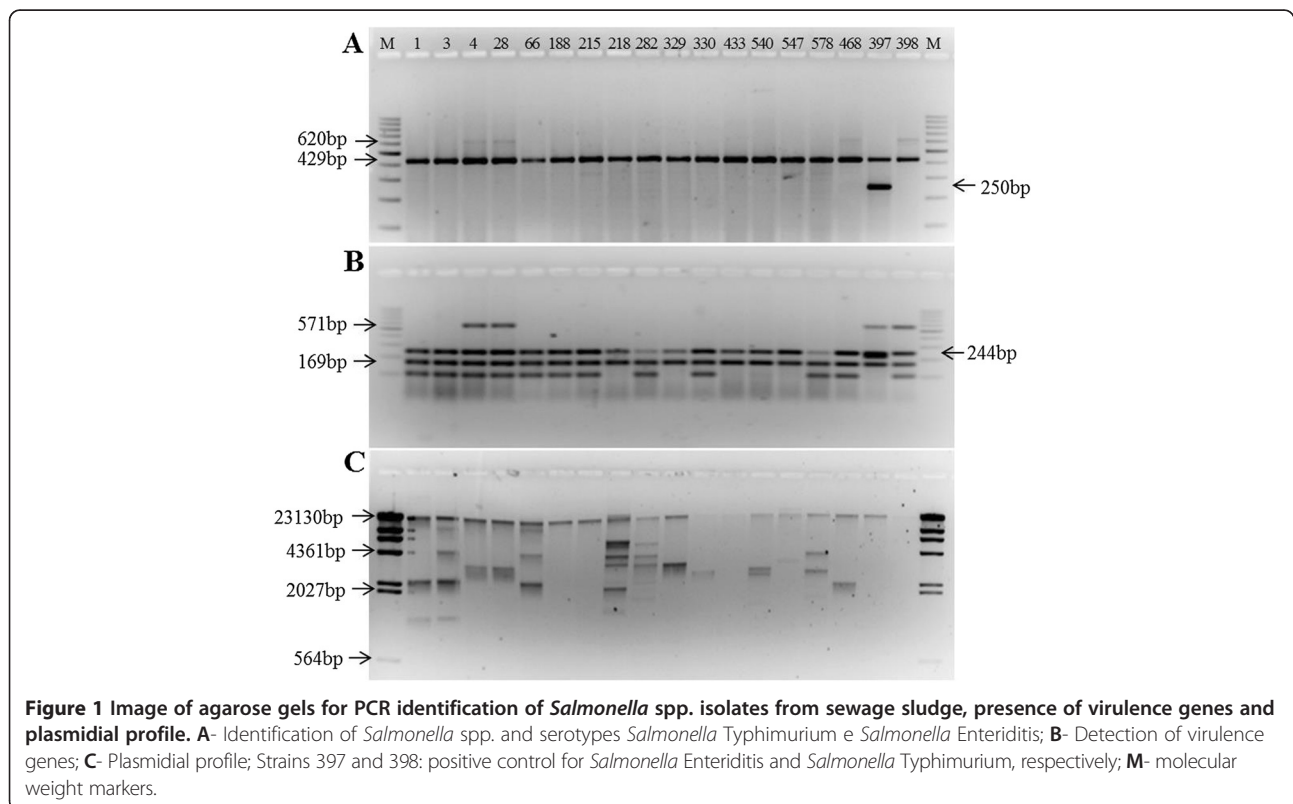 A M 1 3 4 28 66 188 215 218 282 329 330 433 540 547 578 468 397 398 M
620bp
429bp
250bp
B
571bp
169bp
244bp
C
23130bp
4361bp
2027bp
564bp
Figure 1 Image of agarose gels for PCR identification of Salmonella spp. isolates from sewage sludge, presence of virulence genes and
plasmidial profile. A- Identification of Salmonella spp. and serotypes Salmonella Typhimurium e Salmonella Enteriditis; B- Detection of virulence
genes; C- Plasmidial profile; Strains 397 and 398: positive control for Salmonella Enteriditis and Salmonella Typhimurium, respectively; M- molecular
weight markers.